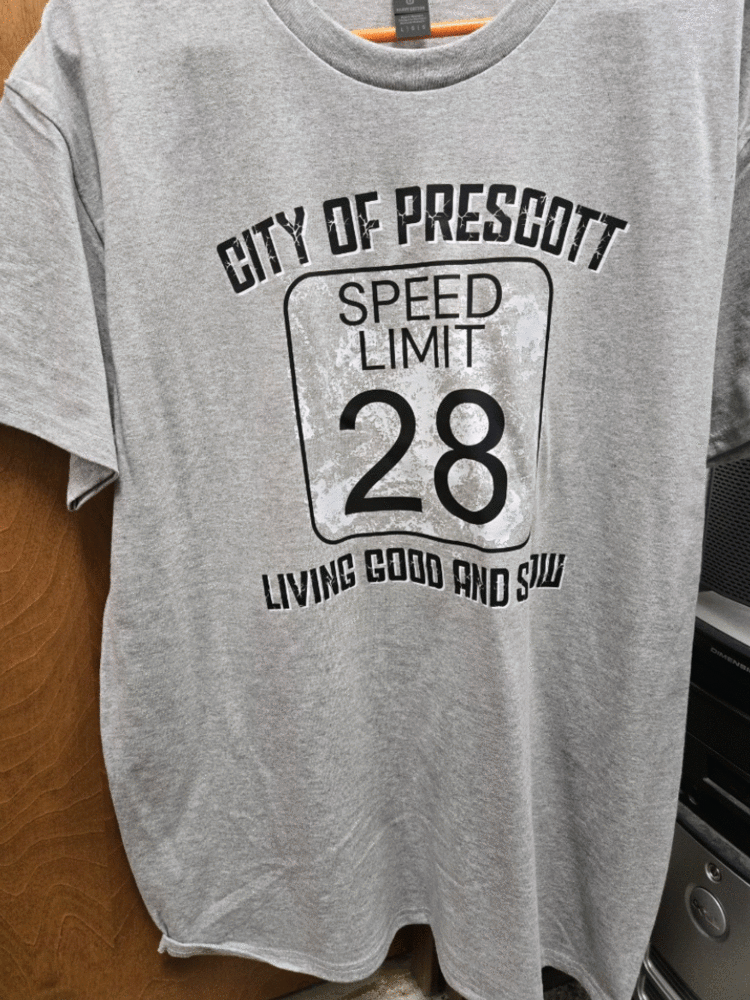 CITY OF PRESCOTT
SPEED
LIMIT
28
LIVING GOOD AND